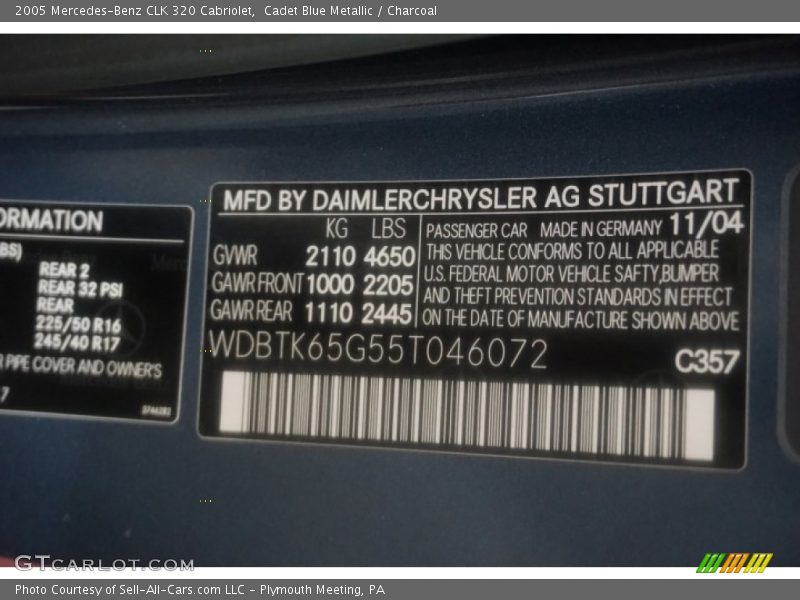 2005 Mercedes-Benz CLK 320 Cabriolet, Cadet Blue Metallic / Charcoal
MFD BY DAIMLERCHRYSLER AG STUTTGART
KG LBS
GVWR 2110 4650
GAWR FRONT 1000 2205
GAWR REAR 1110 2445
PASSENGER CAR MADE IN GERMANY 11/04
THIS VEHICLE CONFORMS TO ALL APPLICABLE
U.S. FEDERAL MOTOR VEHICLE SAFTY,BUMPER
AND THEFT PREVENTION STANDARDS IN EFFECT
ON THE DATE OF MANUFACTURE SHOWN ABOVE
WDBTK65G55T046072
C357
ORMATION
BS)
REAR 2
REAR 32 PSI
REAR
225/50 R16
245/40 R17
R PIPE COVER AND OWNER'S
7
GTCARLOT.COM
Photo Courtesy of Sell-All-Cars.com LLC - Plymouth Meeting, PA